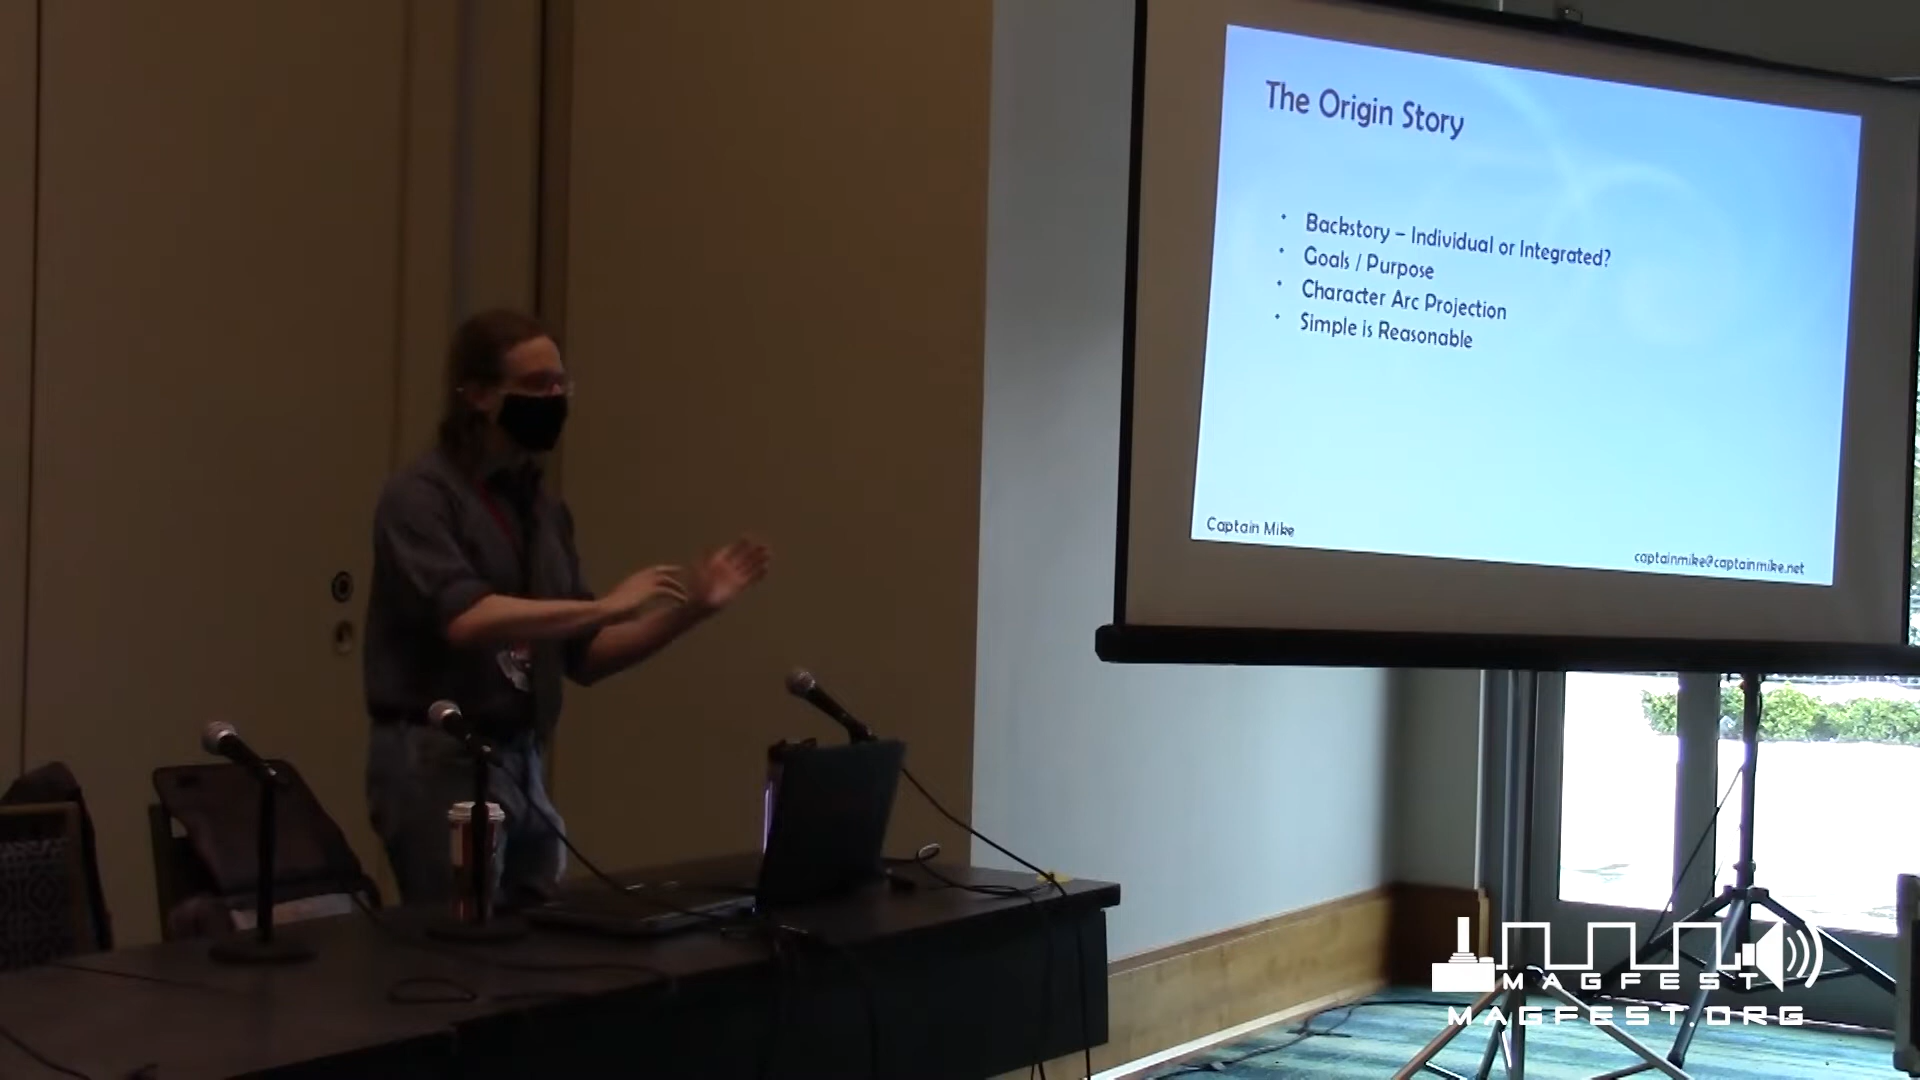 The Origin Story
• Backstory – Individual or Integrated?
• Goals / Purpose
• Character Arc Projection
• Simple is Reasonable
Captain Mike
captainmike@captainmike.net
MAGFEST
MAGFEST.ORG